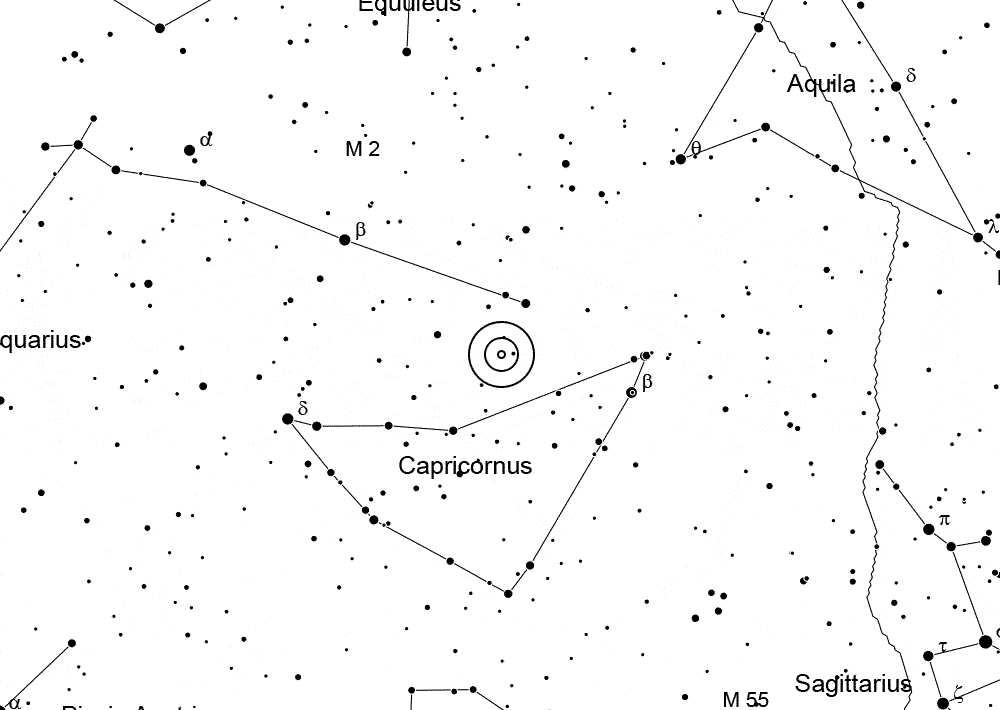 Equuleus
Aquila
δ
α
M 2
θ
β
λ
quarius
β
δ
Capricornus
π
τ
Sagittarius
ζ
M 55
α